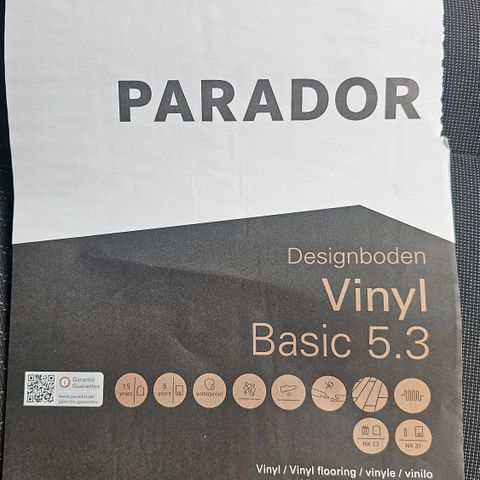 PARADOR
Designboden
Vinyl
Basic 5.3
Garantie
Guarantee
www.parador.de/
garantie-guarantee
15
years
5
years
waterproof
NK 23
NK 31
Vinyl / Vinyl flooring / vinyle / vinilo